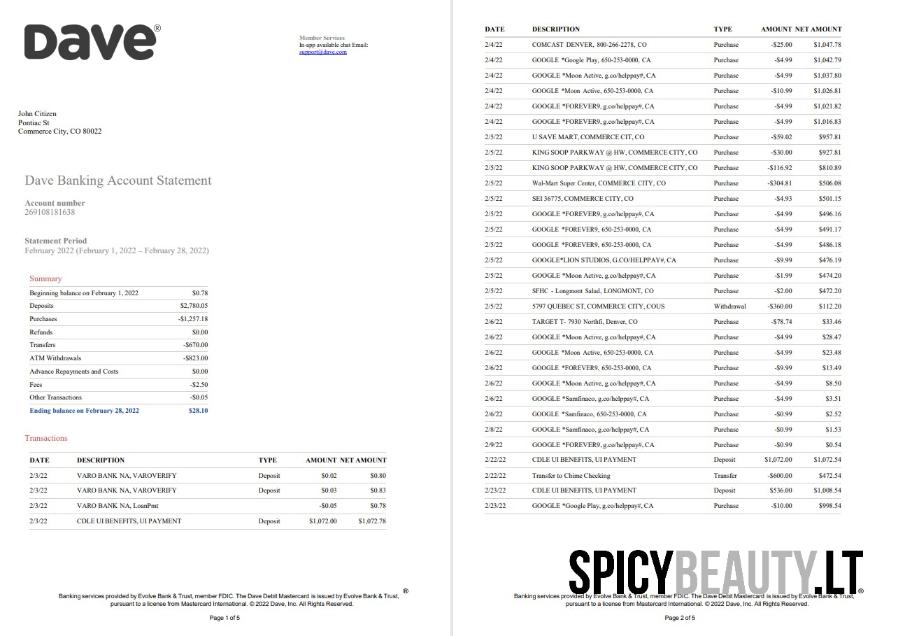 Dave®
Member Services
In-app available chat Email:
support@dave.com
John Citizen
Pontiac St
Commerce City, CO 80022
Dave Banking Account Statement
Account number
269108181638
Statement Period
February 2022 (February 1, 2022 – February 28, 2022)
Summary
Beginning balance on February 1, 2022 $0.78
Deposits $2,780.05
Purchases -$1,257.18
Refunds $0.00
Transfers -$670.00
ATM Withdrawals -$823.00
Advance Repayments and Costs $0.00
Fees -$2.50
Other Transactions -$0.05
Ending balance on February 28, 2022 $28.10
Transactions
DATE DESCRIPTION TYPE AMOUNT NET AMOUNT
2/3/22 VARO BANK NA, VAROVERIFY Deposit $0.02 $0.80
2/3/22 VARO BANK NA, VAROVERIFY Deposit $0.03 $0.83
2/3/22 VARO BANK NA, LoanPmt -$0.05 $0.78
2/3/22 CDLE UI BENEFITS, UI PAYMENT Deposit $1,072.00 $1,072.78
®
Banking services provided by Evolve Bank & Trust, member FDIC. The Dave Debit Mastercard is issued by Evolve Bank & Trust,
pursuant to a license from Mastercard International. © 2022 Dave, Inc. All Rights Reserved.
Page 1 of 5
DATE DESCRIPTION TYPE AMOUNT NET AMOUNT
2/4/22 COMCAST DENVER, 800-266-2278, CO Purchase -$25.00 $1,047.78
2/4/22 GOOGLE *Google Play, 650-253-0000, CA Purchase -$4.99 $1,042.79
2/4/22 GOOGLE *Moon Active, g.co/helppay#, CA Purchase -$4.99 $1,037.80
2/4/22 GOOGLE *Moon Active, 650-253-0000, CA Purchase -$10.99 $1,026.81
2/4/22 GOOGLE *FOREVER9, g.co/helppay#, CA Purchase -$4.99 $1,021.82
2/4/22 GOOGLE *FOREVER9, g.co/helppay#, CA Purchase -$4.99 $1,016.83
2/5/22 U SAVE MART, COMMERCE CIT, CO Purchase -$59.02 $957.81
2/5/22 KING SOOP PARKWAY @ HW, COMMERCE CITY, CO Purchase -$30.00 $927.81
2/5/22 KING SOOP PARKWAY @ HW, COMMERCE CITY, CO Purchase -$116.92 $810.89
2/5/22 Wal-Mart Super Center, COMMERCE CITY, CO Purchase -$304.81 $506.08
2/5/22 SEI 36775, COMMERCE CITY, CO Purchase -$4.93 $501.15
2/5/22 GOOGLE *FOREVER9, g.co/helppay#, CA Purchase -$4.99 $496.16
2/5/22 GOOGLE *FOREVER9, 650-253-0000, CA Purchase -$4.99 $491.17
2/5/22 GOOGLE *FOREVER9, 650-253-0000, CA Purchase -$4.99 $486.18
2/5/22 GOOGLE*LION STUDIOS, G.CO/HELPPAY#, CA Purchase -$9.99 $476.19
2/5/22 GOOGLE *Moon Active, g.co/helppay#, CA Purchase -$1.99 $474.20
2/5/22 SFHC - Longmont Salud, LONGMONT, CO Purchase -$2.00 $472.20
2/5/22 5797 QUEBEC ST, COMMERCE CITY, COUS Withdrawal -$360.00 $112.20
2/6/22 TARGET T- 7930 Northfi, Denver, CO Purchase -$78.74 $33.46
2/6/22 GOOGLE *Moon Active, g.co/helppay#, CA Purchase -$4.99 $28.47
2/6/22 GOOGLE *Moon Active, 650-253-0000, CA Purchase -$4.99 $23.48
2/6/22 GOOGLE *FOREVER9, 650-253-0000, CA Purchase -$9.99 $13.49
2/6/22 GOOGLE *Moon Active, g.co/helppay#, CA Purchase -$4.99 $8.50
2/6/22 GOOGLE *Samfinaco, g.co/helppay#, CA Purchase -$4.99 $3.51
2/6/22 GOOGLE *Samfinaco, 650-253-0000, CA Purchase -$0.99 $2.52
2/8/22 GOOGLE *Samfinaco, g.co/helppay#, CA Purchase -$0.99 $1.53
2/9/22 GOOGLE *FOREVER9, g.co/helppay#, CA Purchase -$0.99 $0.54
2/22/22 CDLE UI BENEFITS, UI PAYMENT Deposit $1,072.00 $1,072.54
2/22/22 Transfer to Chime Checking Transfer -$600.00 $472.54
2/23/22 CDLE UI BENEFITS, UI PAYMENT Deposit $536.00 $1,008.54
2/23/22 GOOGLE *Google Play, g.co/helppay#, CA Purchase -$10.00 $998.54
SPICYBEAUTY.LT
®
Banking services provided by Evolve Bank & Trust, member FDIC. The Dave Debit Mastercard is issued by Evolve Bank & Trust,
pursuant to a license from Mastercard International. © 2022 Dave, Inc. All Rights Reserved.
Page 2 of 5